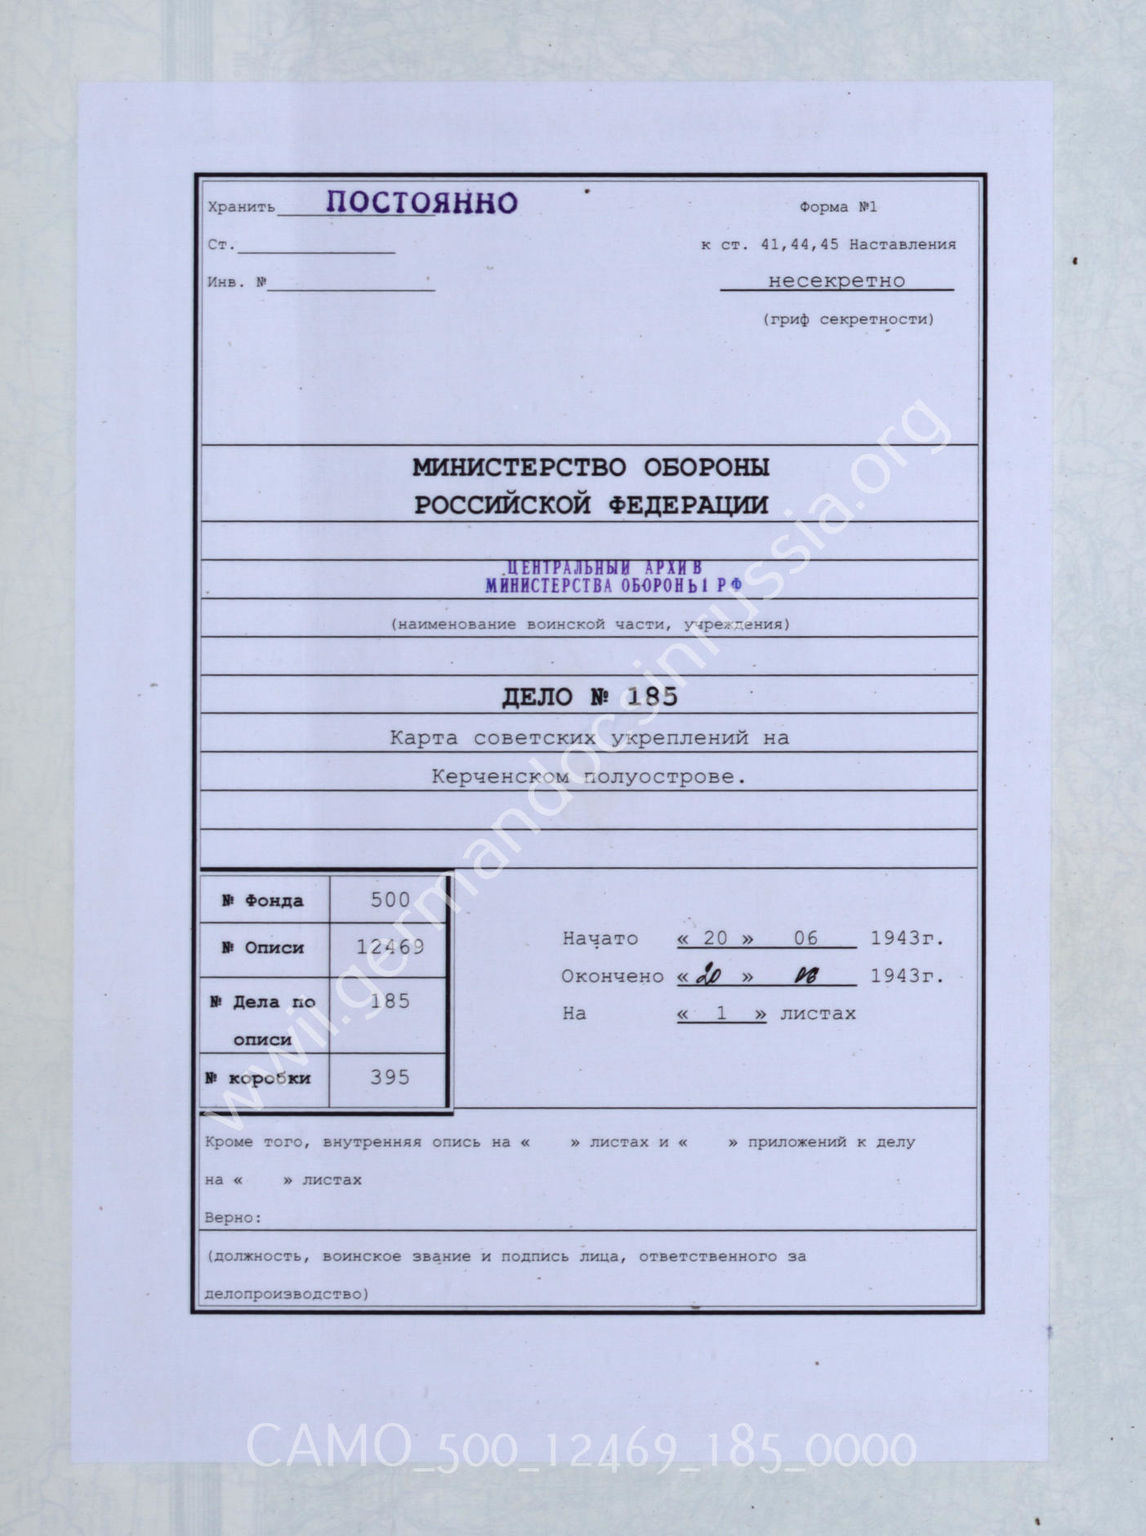 Хранить ПОСТОЯННО
Форма №1
Ст.
к ст. 41,44,45 Наставления
Инв. №
несекретно
(гриф секретности)
МИНИСТЕРСТВО ОБОРОНЫ
РОССИЙСКОЙ ФЕДЕРАЦИИ
ЦЕНТРАЛЬНЫЙ АРХИВ
МИНИСТЕРСТВА ОБОРОНЫ РФ
(наименование воинской части, учреждения)
ДЕЛО № 185
Карта советских укреплений на
Керченском полуострове.
№ Фонда 500
№ Описи 12469
№ Дела по 185
описи
№ коробки 395
Начато « 20 » 06 1943г.
Окончено « 20 » 06 1943г.
На « 1 » листах
Кроме того, внутренняя опись на « » листах и « » приложений к делу
на « » листах
Верно:
(должность, воинское звание и подпись лица, ответственного за
делопроизводство)
wwii.germandocsinrussia.org
CAMO_500_12469_185_0000